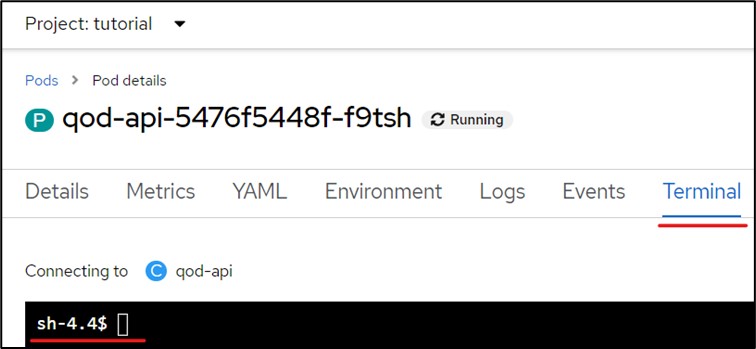 Project: tutorial
Pods > Pod details
P qod-api-5476f5448f-f9tsh Running
Details Metrics YAML Environment Logs Events Terminal
Connecting to C qod-api
sh-4.4$